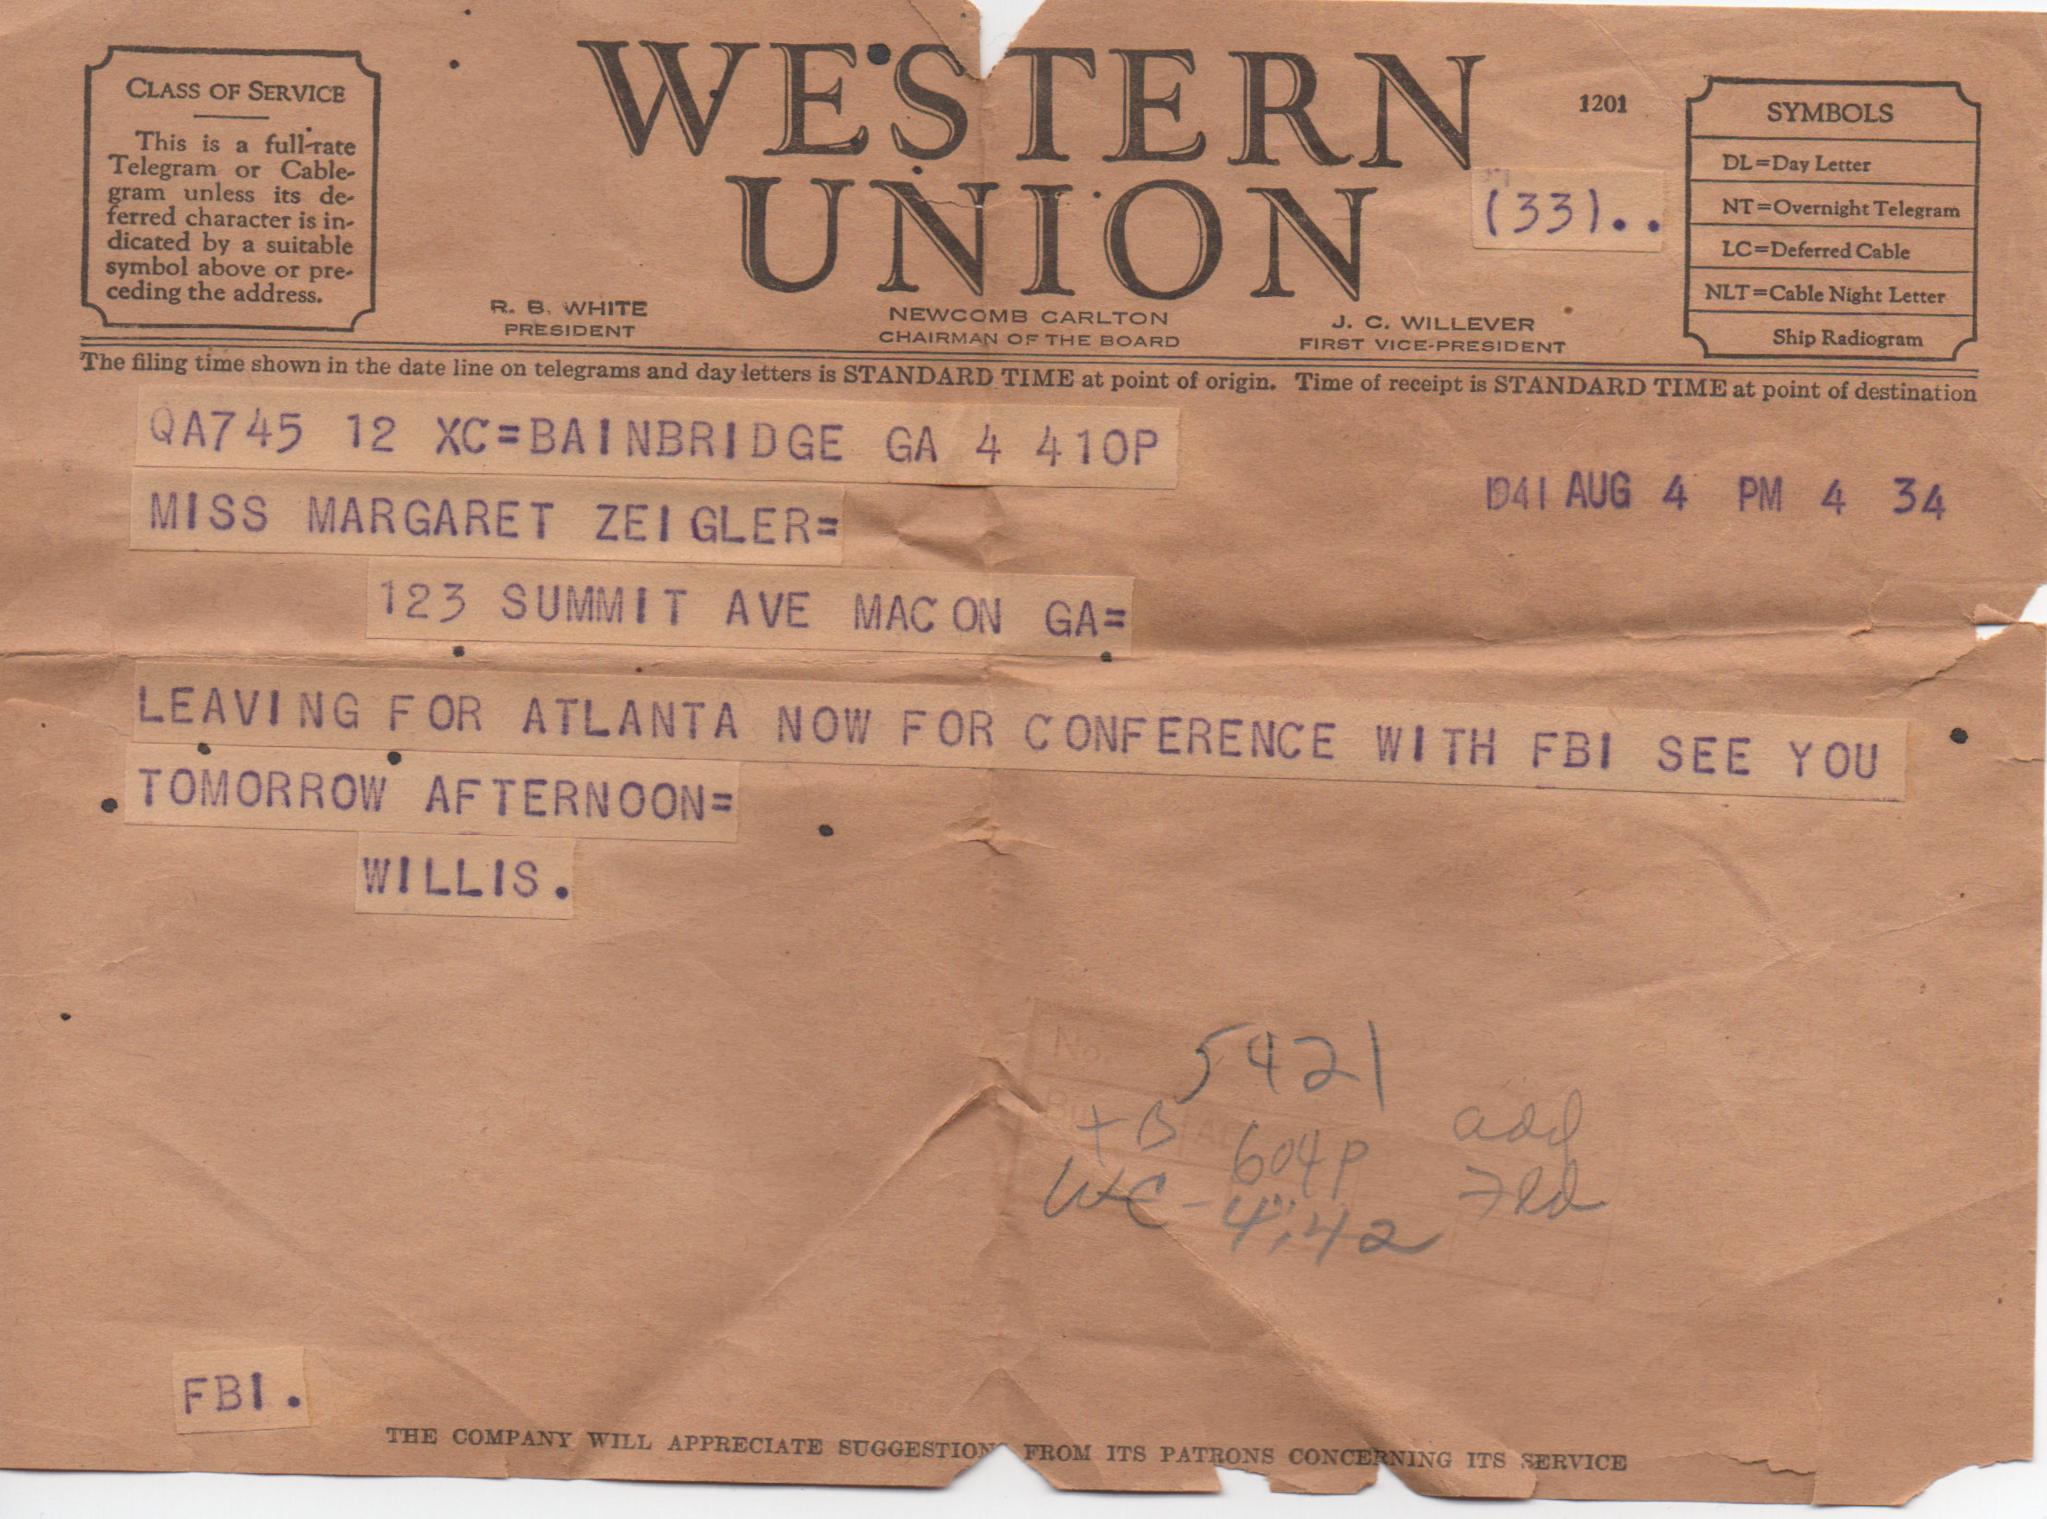 CLASS OF SERVICE
This is a full-rate
Telegram or Cable-
gram unless its de-
ferred character is in-
dicated by a suitable
symbol above or pre-
ceding the address.
WESTERN
UNION
1201
(33)..
SYMBOLS
DL=Day Letter
NT=Overnight Telegram
LC=Deferred Cable
NLT=Cable Night Letter
Ship Radiogram
R. B. WHITE
PRESIDENT
NEWCOMB CARLTON
CHAIRMAN OF THE BOARD
J. C. WILLEVER
FIRST VICE-PRESIDENT
The filing time shown in the date line on telegrams and day letters is STANDARD TIME at point of origin. Time of receipt is STANDARD TIME at point of destination
QA745 12 XC=BAINBRIDGE GA 4 410P
1941 AUG 4 PM 4 34
MISS MARGARET ZEIGLER=
123 SUMMIT AVE MACON GA=
LEAVING FOR ATLANTA NOW FOR CONFERENCE WITH FBI SEE YOU
TOMORROW AFTERNOON=
WILLIS.
No.
5421
B 604P
4:42
FBI.
THE COMPANY WILL APPRECIATE SUGGESTION FROM ITS PATRONS CONCERNING ITS SERVICE